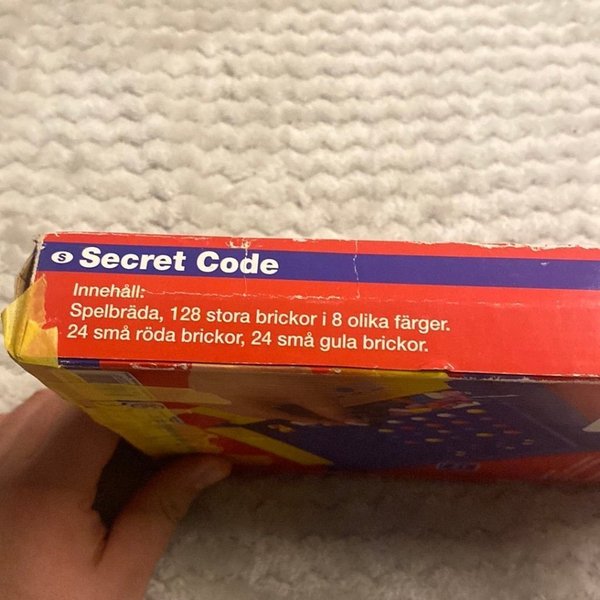 S Secret Code
Innehåll:
Spelbräda, 128 stora brickor i 8 olika färger.
24 små röda brickor, 24 små gula brickor.